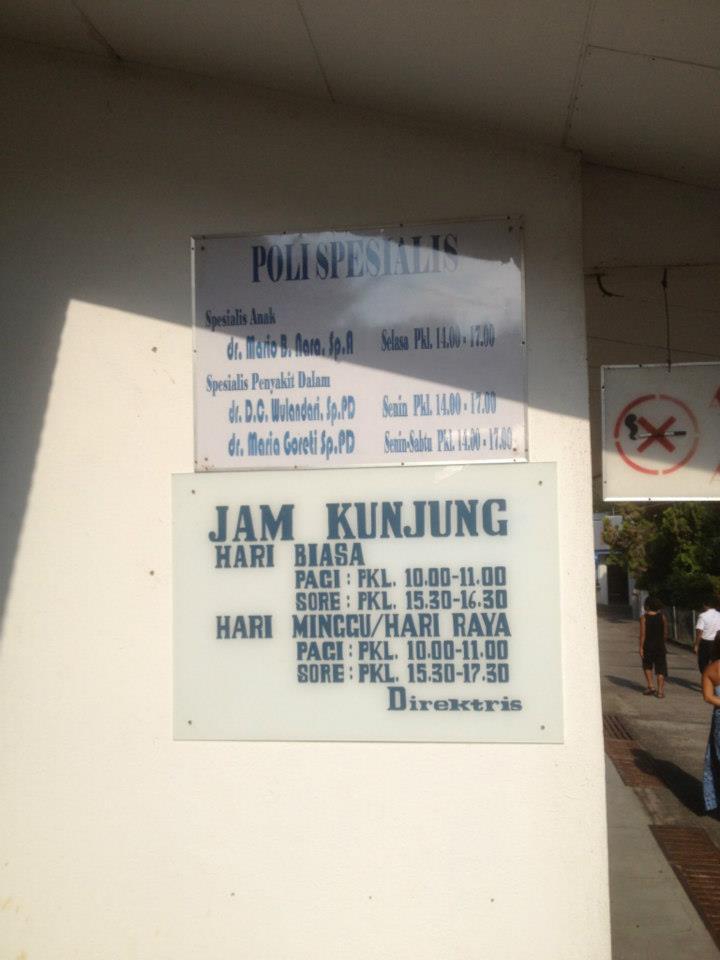 POLI SPESIALIS
Spesialis Anak
dr. Mario B. Nara, Sp.A Selasa Pkl. 14.00 - 17.00
Spesialis Penyakit Dalam
dr. D.C. Wulandari, Sp.PD Senin Pkl. 14.00 - 17.00
dr. Maria Goreti Sp.PD Senin-Sabtu Pkl. 14.00 - 17.00
JAM KUNJUNG
HARI BIASA
PAGI : PKL. 10.00-11.00
SORE : PKL. 15.30-16.30
HARI MINGGU/HARI RAYA
PAGI : PKL. 10.00-11.00
SORE : PKL. 15.30-17.30
Direktris